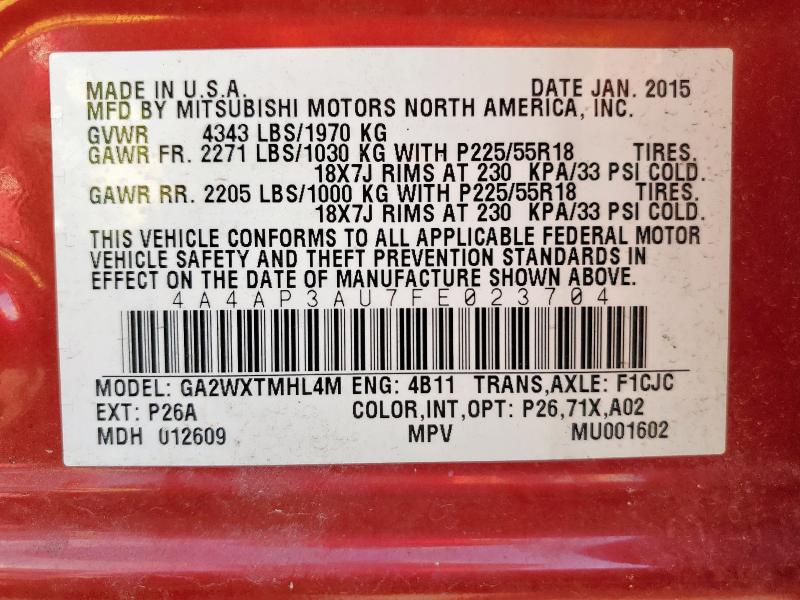 MADE IN U.S.A. DATE JAN. 2015
MFD BY MITSUBISHI MOTORS NORTH AMERICA, INC.
GVWR 4343 LBS/1970 KG
GAWR FR. 2271 LBS/1030 KG WITH P225/55R18 TIRES.
18X7J RIMS AT 230 KPA/33 PSI COLD.
GAWR RR. 2205 LBS/1000 KG WITH P225/55R18 TIRES.
18X7J RIMS AT 230 KPA/33 PSI COLD.
THIS VEHICLE CONFORMS TO ALL APPLICABLE FEDERAL MOTOR
VEHICLE SAFETY AND THEFT PREVENTION STANDARDS IN
EFFECT ON THE DATE OF MANUFACTURE SHOWN ABOVE.
4A4AP3AU7FE023704
MODEL: GA2WXTMHL4M ENG: 4B11 TRANS,AXLE: F1CJC
EXT: P26A COLOR,INT,OPT: P26,71X,A02
MDH 012609 MPV MU001602